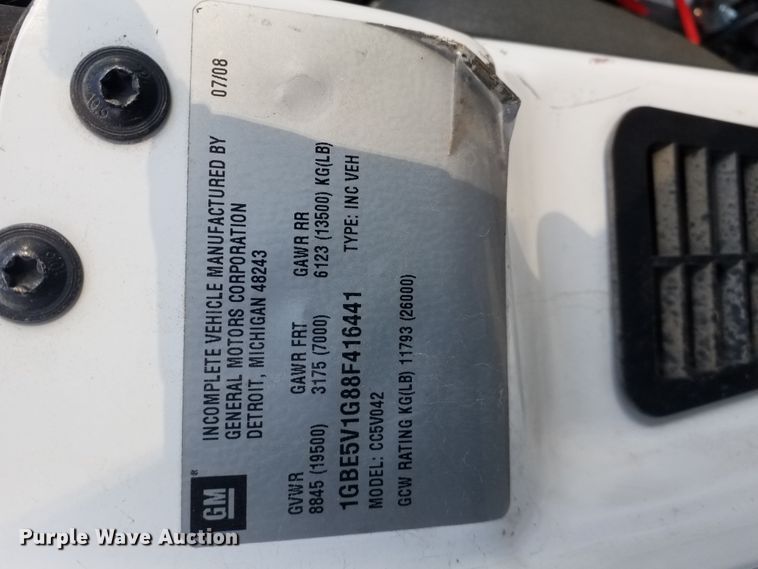 GM®
INCOMPLETE VEHICLE MANUFACTURED BY 07/08
GENERAL MOTORS CORPORATION
DETROIT, MICHIGAN 48243
GVWR GAWR FRT GAWR RR
8845 (19500) 3175 (7000) 6123 (13500) KG(LB)
1GBE5V1G88F416441 TYPE: INC VEH
MODEL: CC5V042
GCW RATING KG(LB) 11793 (26000)
Purple Wave Auction